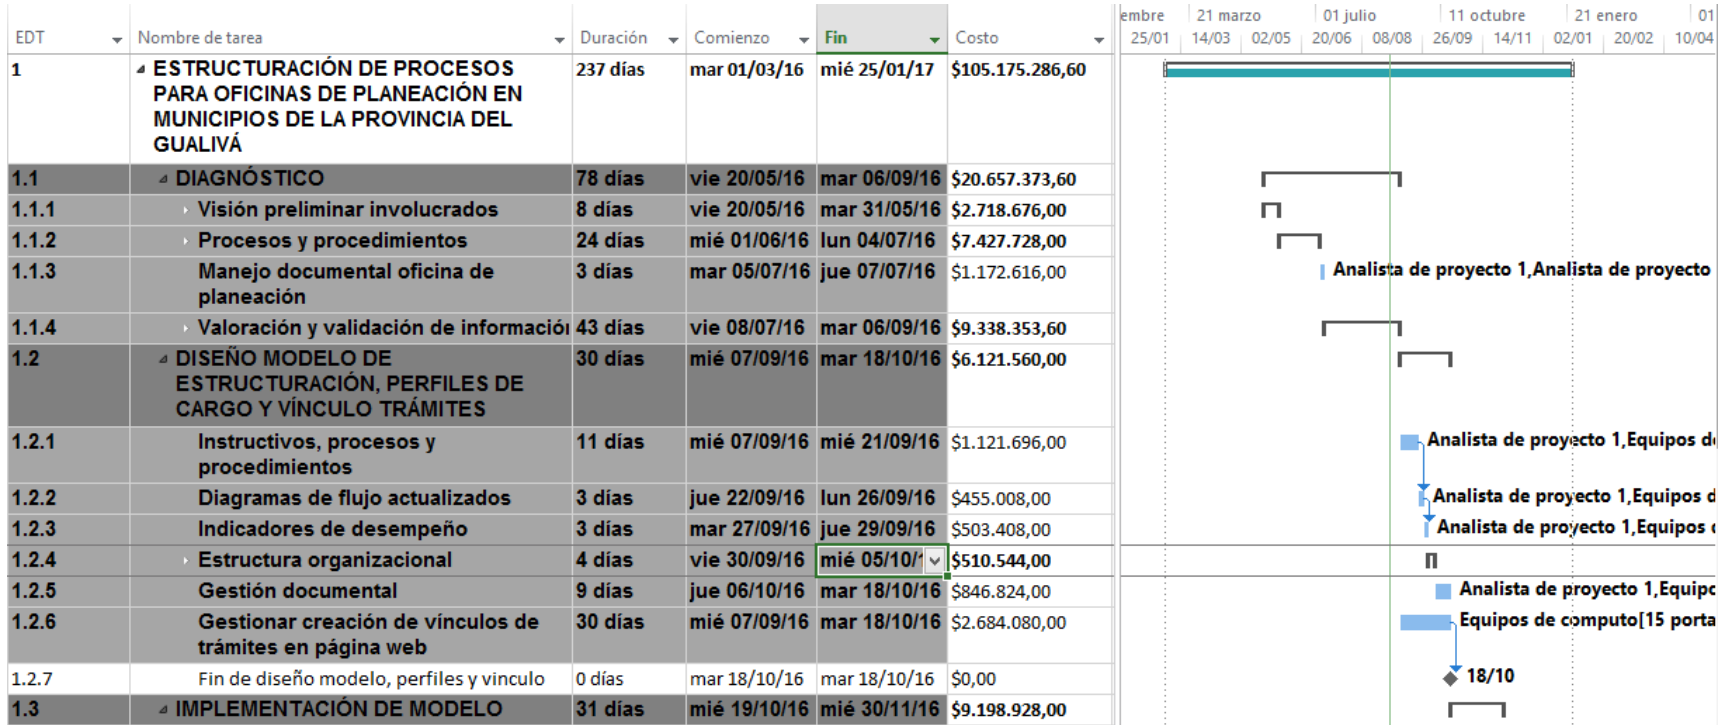 embre 21 marzo 01 julio 11 octubre 21 enero 01
EDT Nombre de tarea Duración Comienzo Fin Costo 25/01 14/03 02/05 20/06 08/08 26/09 14/11 02/01 20/02 10/04
1 ESTRUCTURACIÓN DE PROCESOS 237 días mar 01/03/16 mié 25/01/17 $105.175.286,60
PARA OFICINAS DE PLANEACIÓN EN
MUNICIPIOS DE LA PROVINCIA DEL
GUALIVÁ
1.1 DIAGNÓSTICO 78 días vie 20/05/16 mar 06/09/16 $20.657.373,60
1.1.1 Visión preliminar involucrados 8 días vie 20/05/16 mar 31/05/16 $2.718.676,00
1.1.2 Procesos y procedimientos 24 días mié 01/06/16 lun 04/07/16 $7.427.728,00
1.1.3 Manejo documental oficina de 3 días mar 05/07/16 jue 07/07/16 $1.172.616,00 Analista de proyecto 1,Analista de proyecto
planeación
1.1.4 Valoración y validación de información 43 días vie 08/07/16 mar 06/09/16 $9.338.353,60
1.2 DISEÑO MODELO DE 30 días mié 07/09/16 mar 18/10/16 $6.121.560,00
ESTRUCTURACIÓN, PERFILES DE
CARGO Y VÍNCULO TRÁMITES
1.2.1 Instructivos, procesos y 11 días mié 07/09/16 mié 21/09/16 $1.121.696,00 Analista de proyecto 1,Equipos de
procedimientos
1.2.2 Diagramas de flujo actualizados 3 días jue 22/09/16 lun 26/09/16 $455.008,00 Analista de proyecto 1,Equipos d
1.2.3 Indicadores de desempeño 3 días mar 27/09/16 jue 29/09/16 $503.408,00 Analista de proyecto 1,Equipos
1.2.4 Estructura organizacional 4 días vie 30/09/16 mié 05/10/1 $510.544,00
1.2.5 Gestión documental 9 días jue 06/10/16 mar 18/10/16 $846.824,00 Analista de proyecto 1,Equipo
1.2.6 Gestionar creación de vínculos de 30 días mié 07/09/16 mar 18/10/16 $2.684.080,00 Equipos de computo[15 porta
trámites en página web
1.2.7 Fin de diseño modelo, perfiles y vinculo 0 días mar 18/10/16 mar 18/10/16 $0,00 18/10
1.3 IMPLEMENTACIÓN DE MODELO 31 días mié 19/10/16 mié 30/11/16 $9.198.928,00